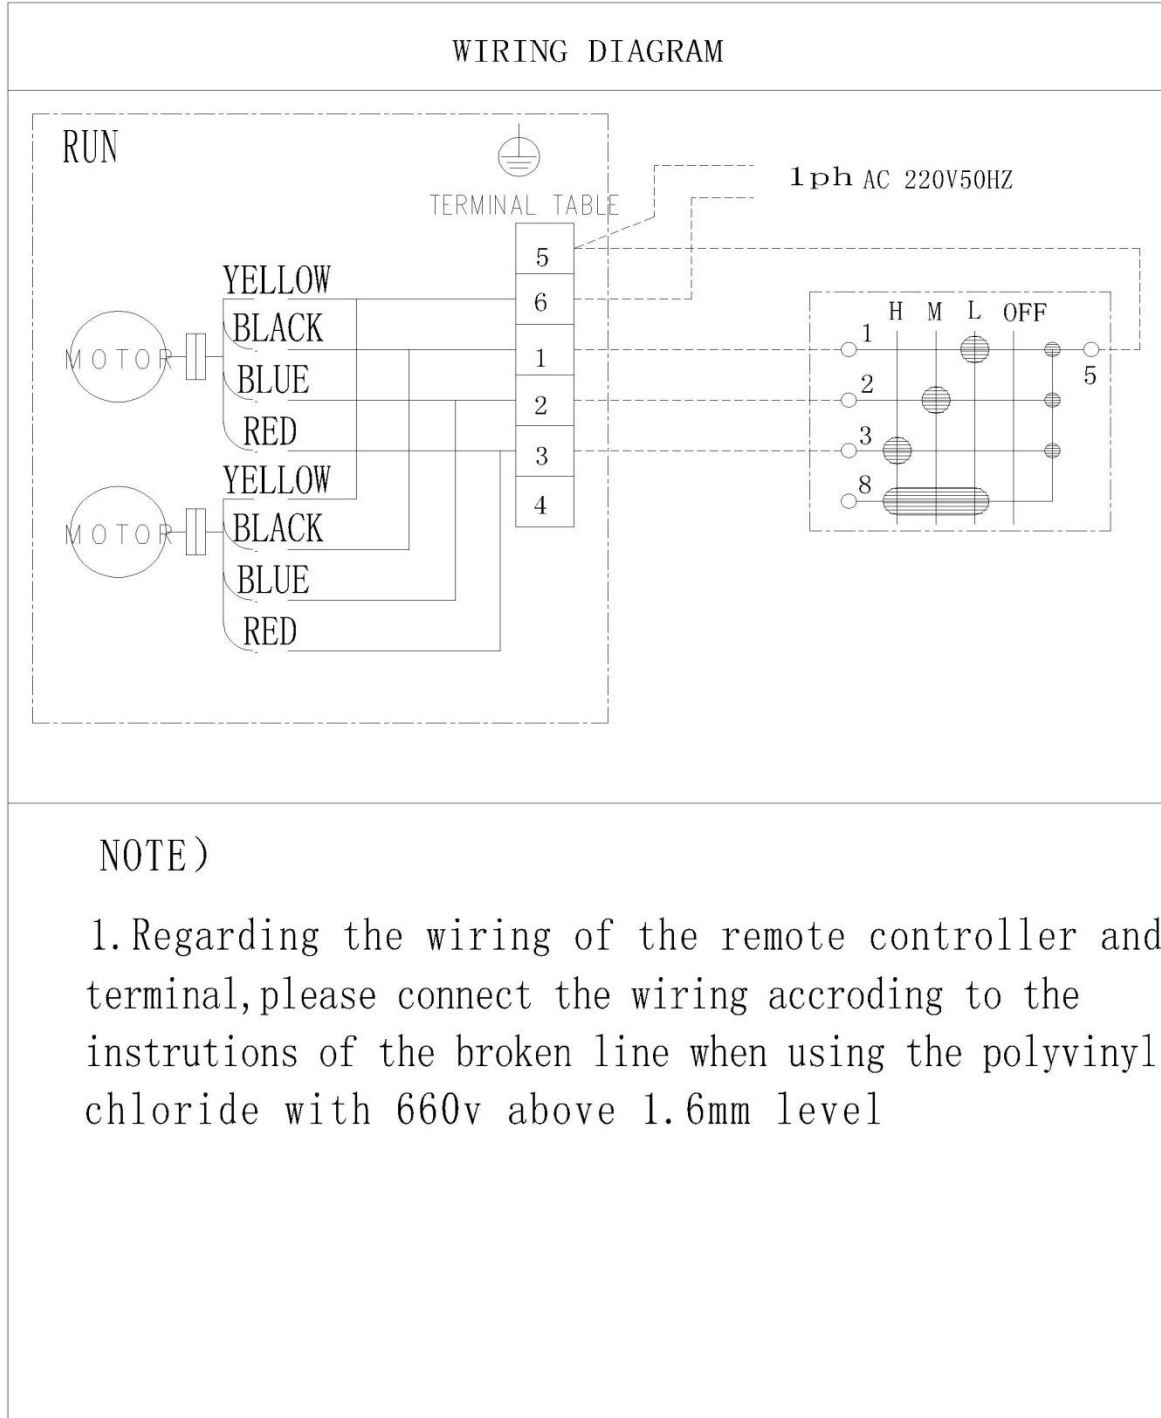 WIRING DIAGRAM
RUN
1ph AC 220V50HZ
TERMINAL TABLE
5
6
1
2
3
4
YELLOW
BLACK
BLUE
RED
MOTOR
YELLOW
BLACK
BLUE
RED
MOTOR
H M L OFF
1
2
3
8
5
NOTE)
1.Regarding the wiring of the remote controller and
terminal,please connect the wiring accroding to the
instrutions of the broken line when using the polyvinyl
chloride with 660v above 1.6mm level